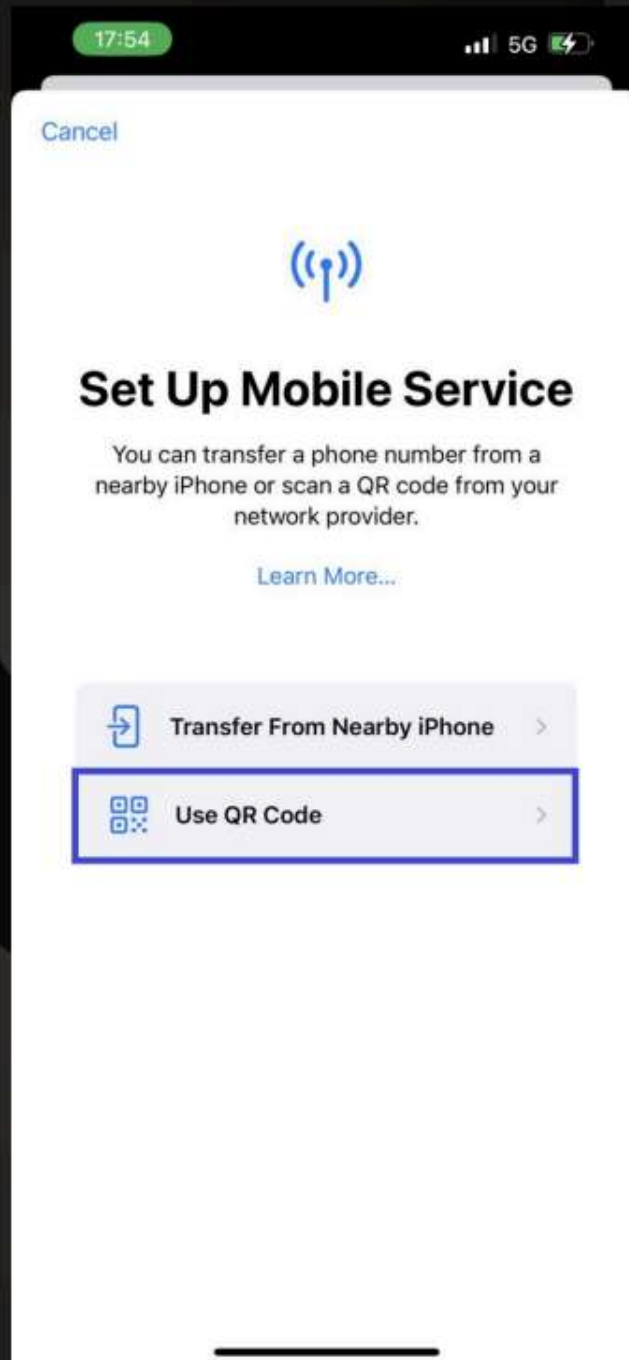 17:54
5G
Cancel
Set Up Mobile Service
You can transfer a phone number from a
nearby iPhone or scan a QR code from your
network provider.
Learn More...
Transfer From Nearby iPhone
Use QR Code